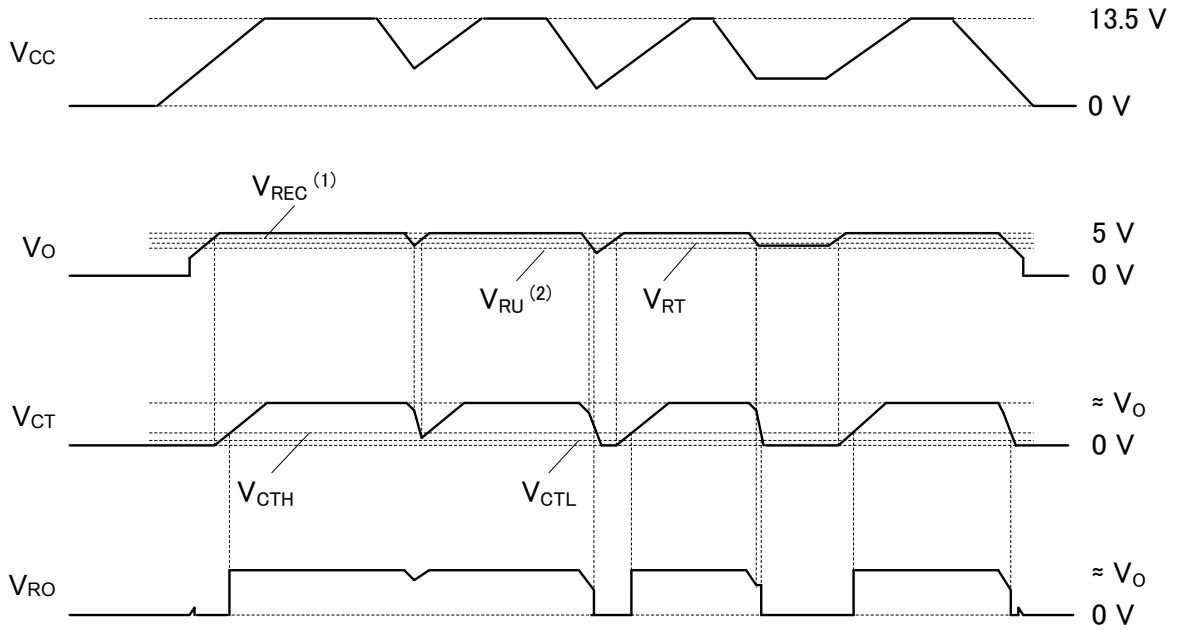 13.5 V
VCC
0 V
VREC (1)
VO
5 V
0 V
VRU (2)
VRT
VCT
≈ VO
0 V
VCTH
VCTL
VRO
≈ VO
0 V